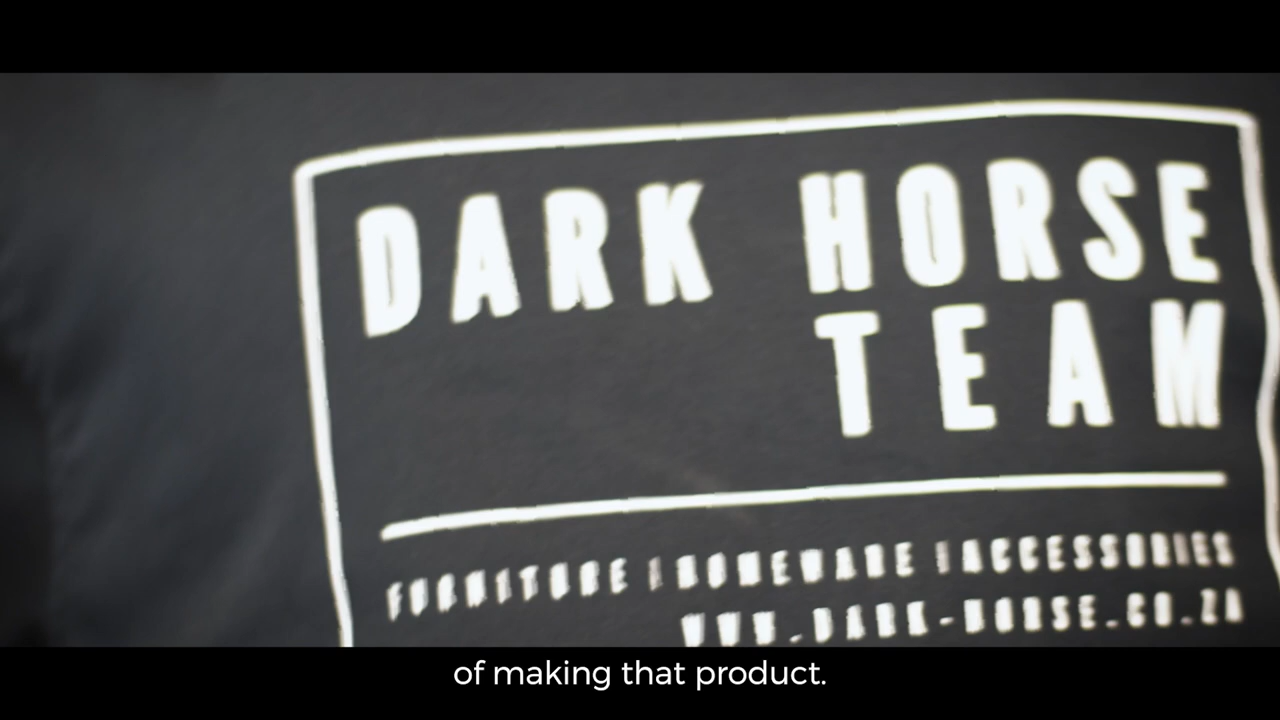 DARK HORSE
TEAM
FURNITURE | HOMEWARE | ACCESSORIES
WWW.DARK-HORSE.CO.ZA
of making that product.